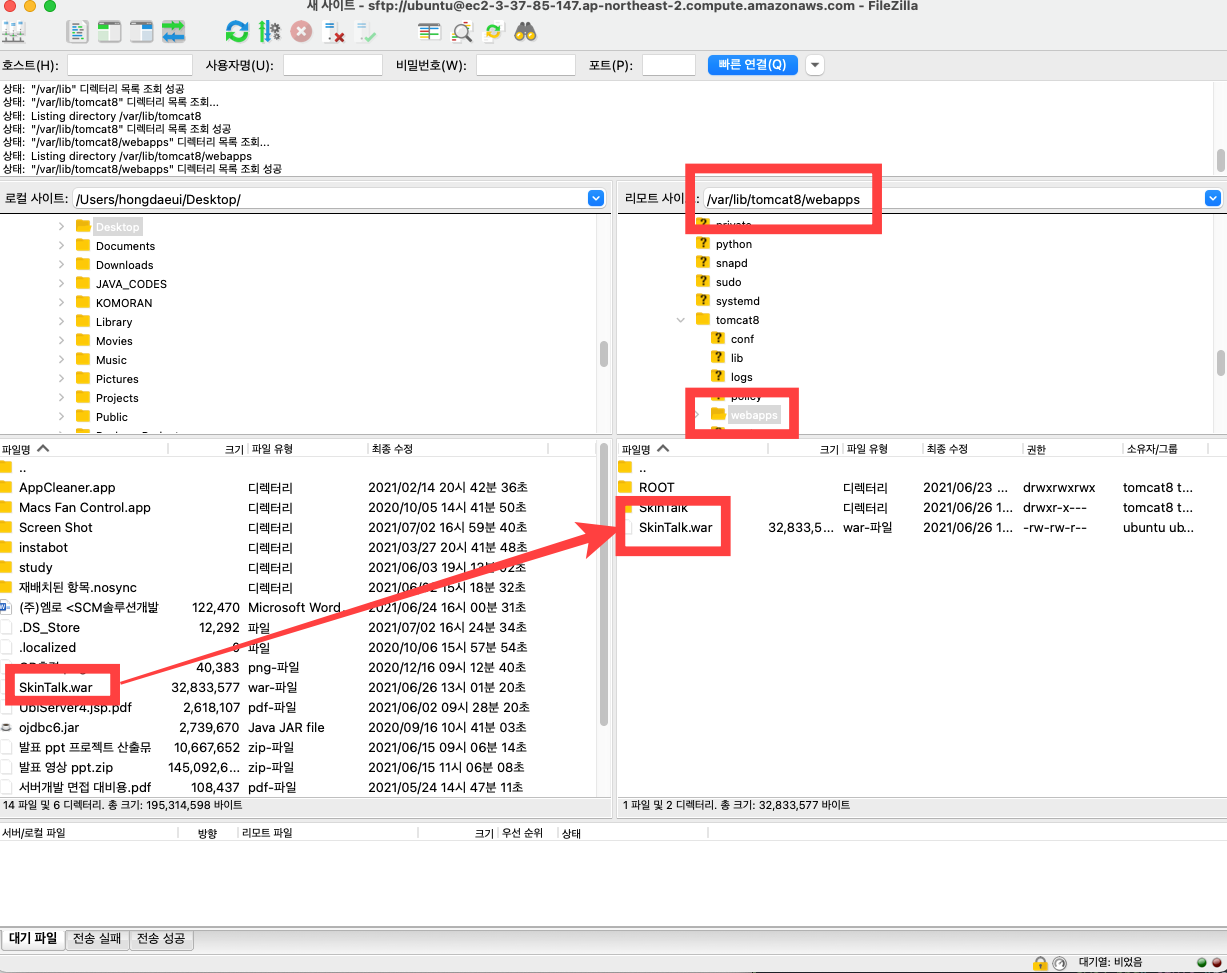 새 사이트 - sftp://ubuntu@ec2-3-37-85-147.ap-northeast-2.compute.amazonaws.com - FileZilla
호스트(H): 사용자명(U): 비밀번호(W): 포트(P): 빠른 연결(Q)
상태: "/var/lib" 디렉터리 목록 조회 성공
상태: "/var/lib/tomcat8" 디렉터리 목록 조회...
상태: Listing directory /var/lib/tomcat8
상태: "/var/lib/tomcat8" 디렉터리 목록 조회 성공
상태: "/var/lib/tomcat8/webapps" 디렉터리 목록 조회...
상태: Listing directory /var/lib/tomcat8/webapps
상태: "/var/lib/tomcat8/webapps" 디렉터리 목록 조회 성공
로컬 사이트: /Users/hongdaeui/Desktop/
Desktop
Documents
Downloads
JAVA_CODES
KOMORAN
Library
Movies
Music
Pictures
Projects
Public
파일명 크기 파일 유형 최종 수정
..
AppCleaner.app 디렉터리 2021/02/14 20시 42분 36초
Macs Fan Control.app 디렉터리 2020/10/05 14시 41분 50초
Screen Shot 디렉터리 2021/07/02 16시 59분 40초
instabot 디렉터리 2021/03/27 20시 41분 48초
study 디렉터리 2021/06/03 19시
재배치된 항목.nosync 디렉터리 15시 18분 32초
(주)엠로 <SCM솔루션개발 122,470 Microsoft Word 2021/06/24 16시 00분 31초
.DS_Store 12,292 파일 2021/07/02 16시 24분 34초
.localized 0 파일 2020/10/06 15시 57분 54초
40,383 png-파일 2020/12/16 09시 12분 40초
SkinTalk.war 32,833,577 war-파일 2021/06/26 13시 01분 20초
UbiServer4.jsp.pdf 2,618,107 pdf-파일 2021/06/02 09시 28분 20초
ojdbc6.jar 2,739,670 Java JAR file 2020/09/16 10시 41분 03초
발표 ppt 프로젝트 산출뮤 10,667,652 zip-파일 2021/06/15 09시 06분 14초
발표 영상 ppt.zip 145,092,6... zip-파일 2021/06/15 11시 06분 08초
서버개발 면접 대비용.pdf 108,437 pdf-파일 2021/05/24 14시 47분 11초
14 파일 및 6 디렉터리. 총 크기: 195,314,598 바이트
리모트 사이 : /var/lib/tomcat8/webapps
private
python
snapd
sudo
systemd
tomcat8
conf
lib
logs
policy
webapps
파일명 크기 파일 유형 최종 수정 권한 소유자/그룹
..
ROOT 디렉터리 2021/06/23 ... drwxrwxrwx tomcat8 t...
SkinTalk 디렉터리 2021/06/26 1... drwxr-x--- tomcat8 t...
SkinTalk.war 32,833,5... war-파일 2021/06/26 1... -rw-rw-r-- ubuntu ub...
1 파일 및 2 디렉터리. 총 크기: 32,833,577 바이트
서버/로컬 파일 방향 리모트 파일 크기 우선 순위 상태
대기 파일 전송 실패 전송 성공
대기열: 비었음